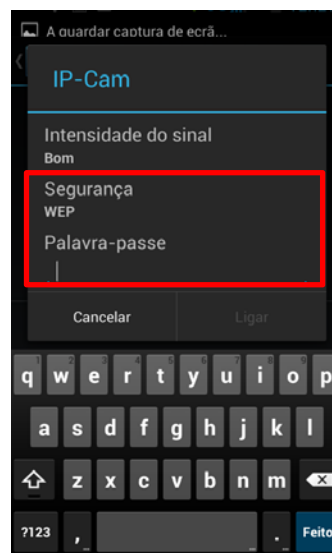 A guardar captura de ecrã...
IP-Cam
Intensidade do sinal
Bom
Segurança
WEP
Palavra-passe
Cancelar
Ligar
q w e r t y u i o p
a s d f g h j k l
z x c v b n m
?123 , . Feito